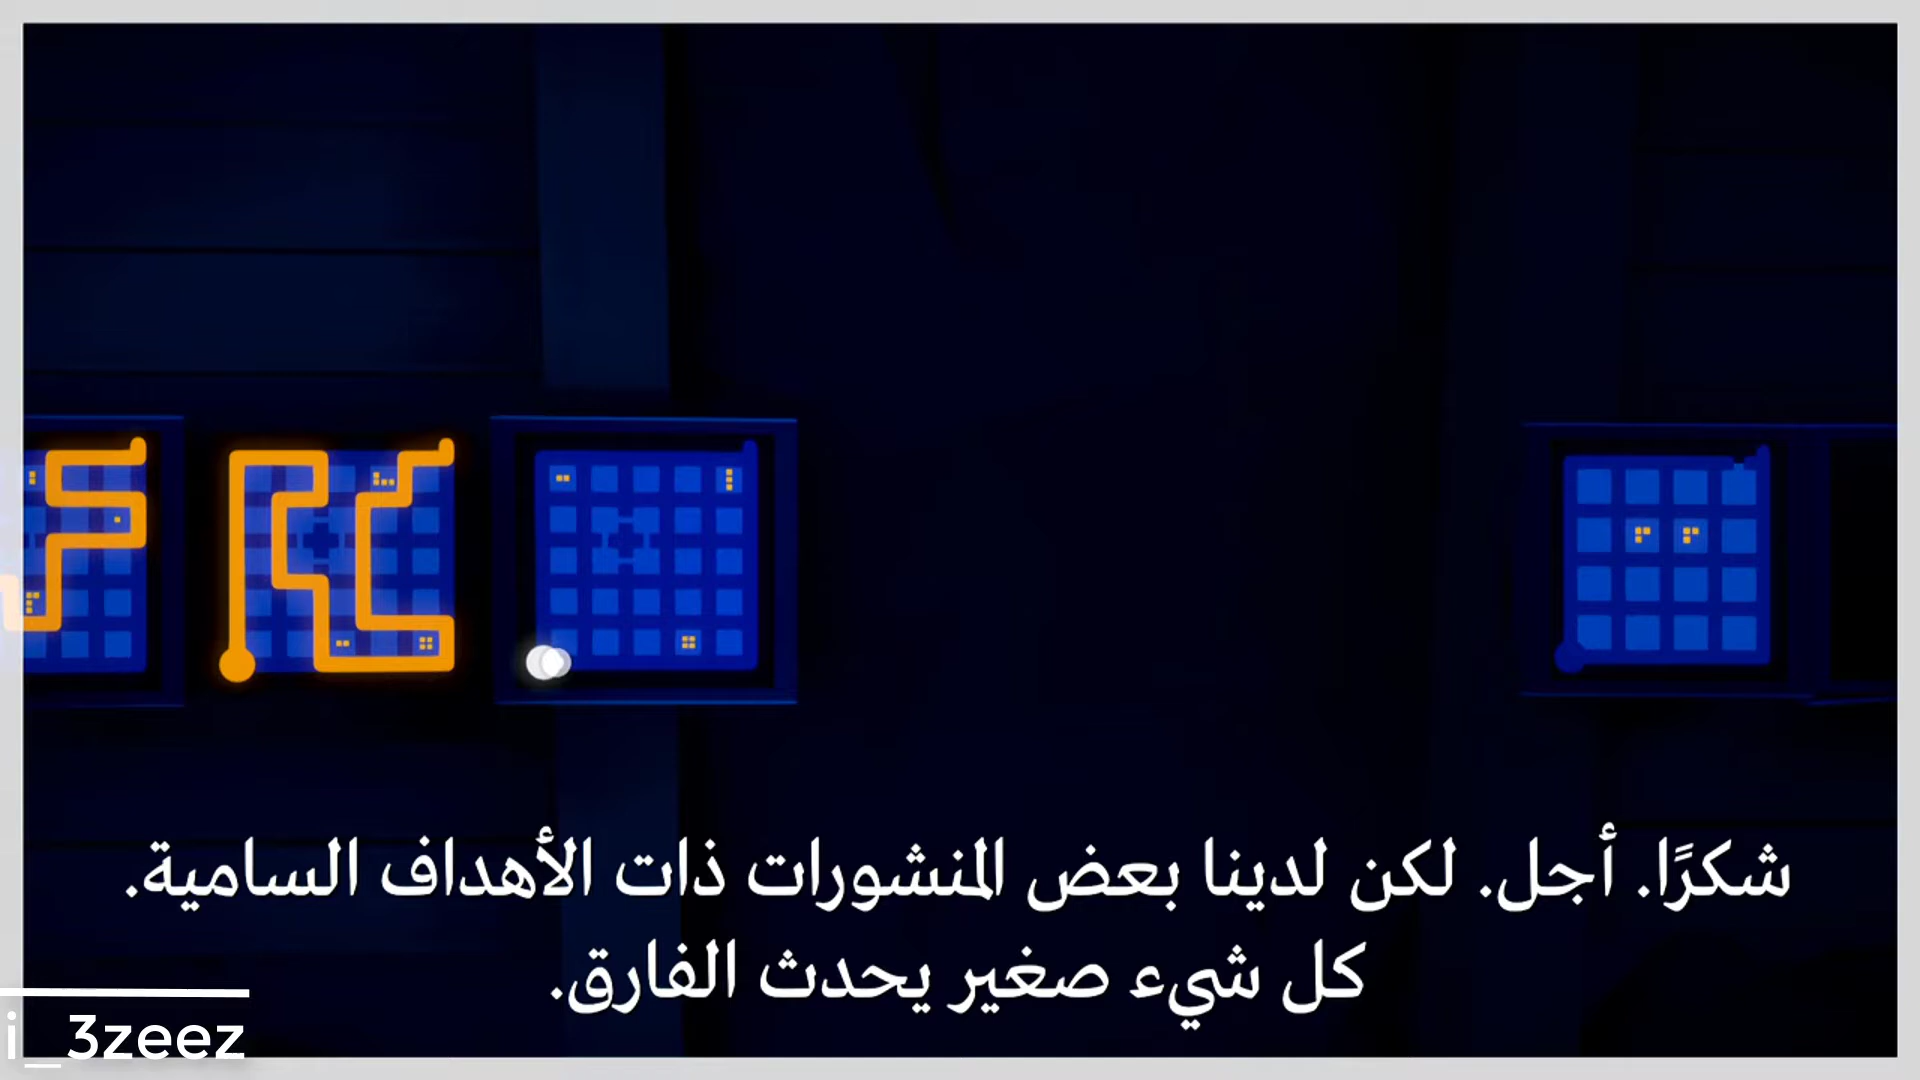 شكرًا. أجل. لكن لدينا بعض المنشورات ذات الأهداف السامية.
كل شيء صغير يحدث الفارق.
i_3zeez